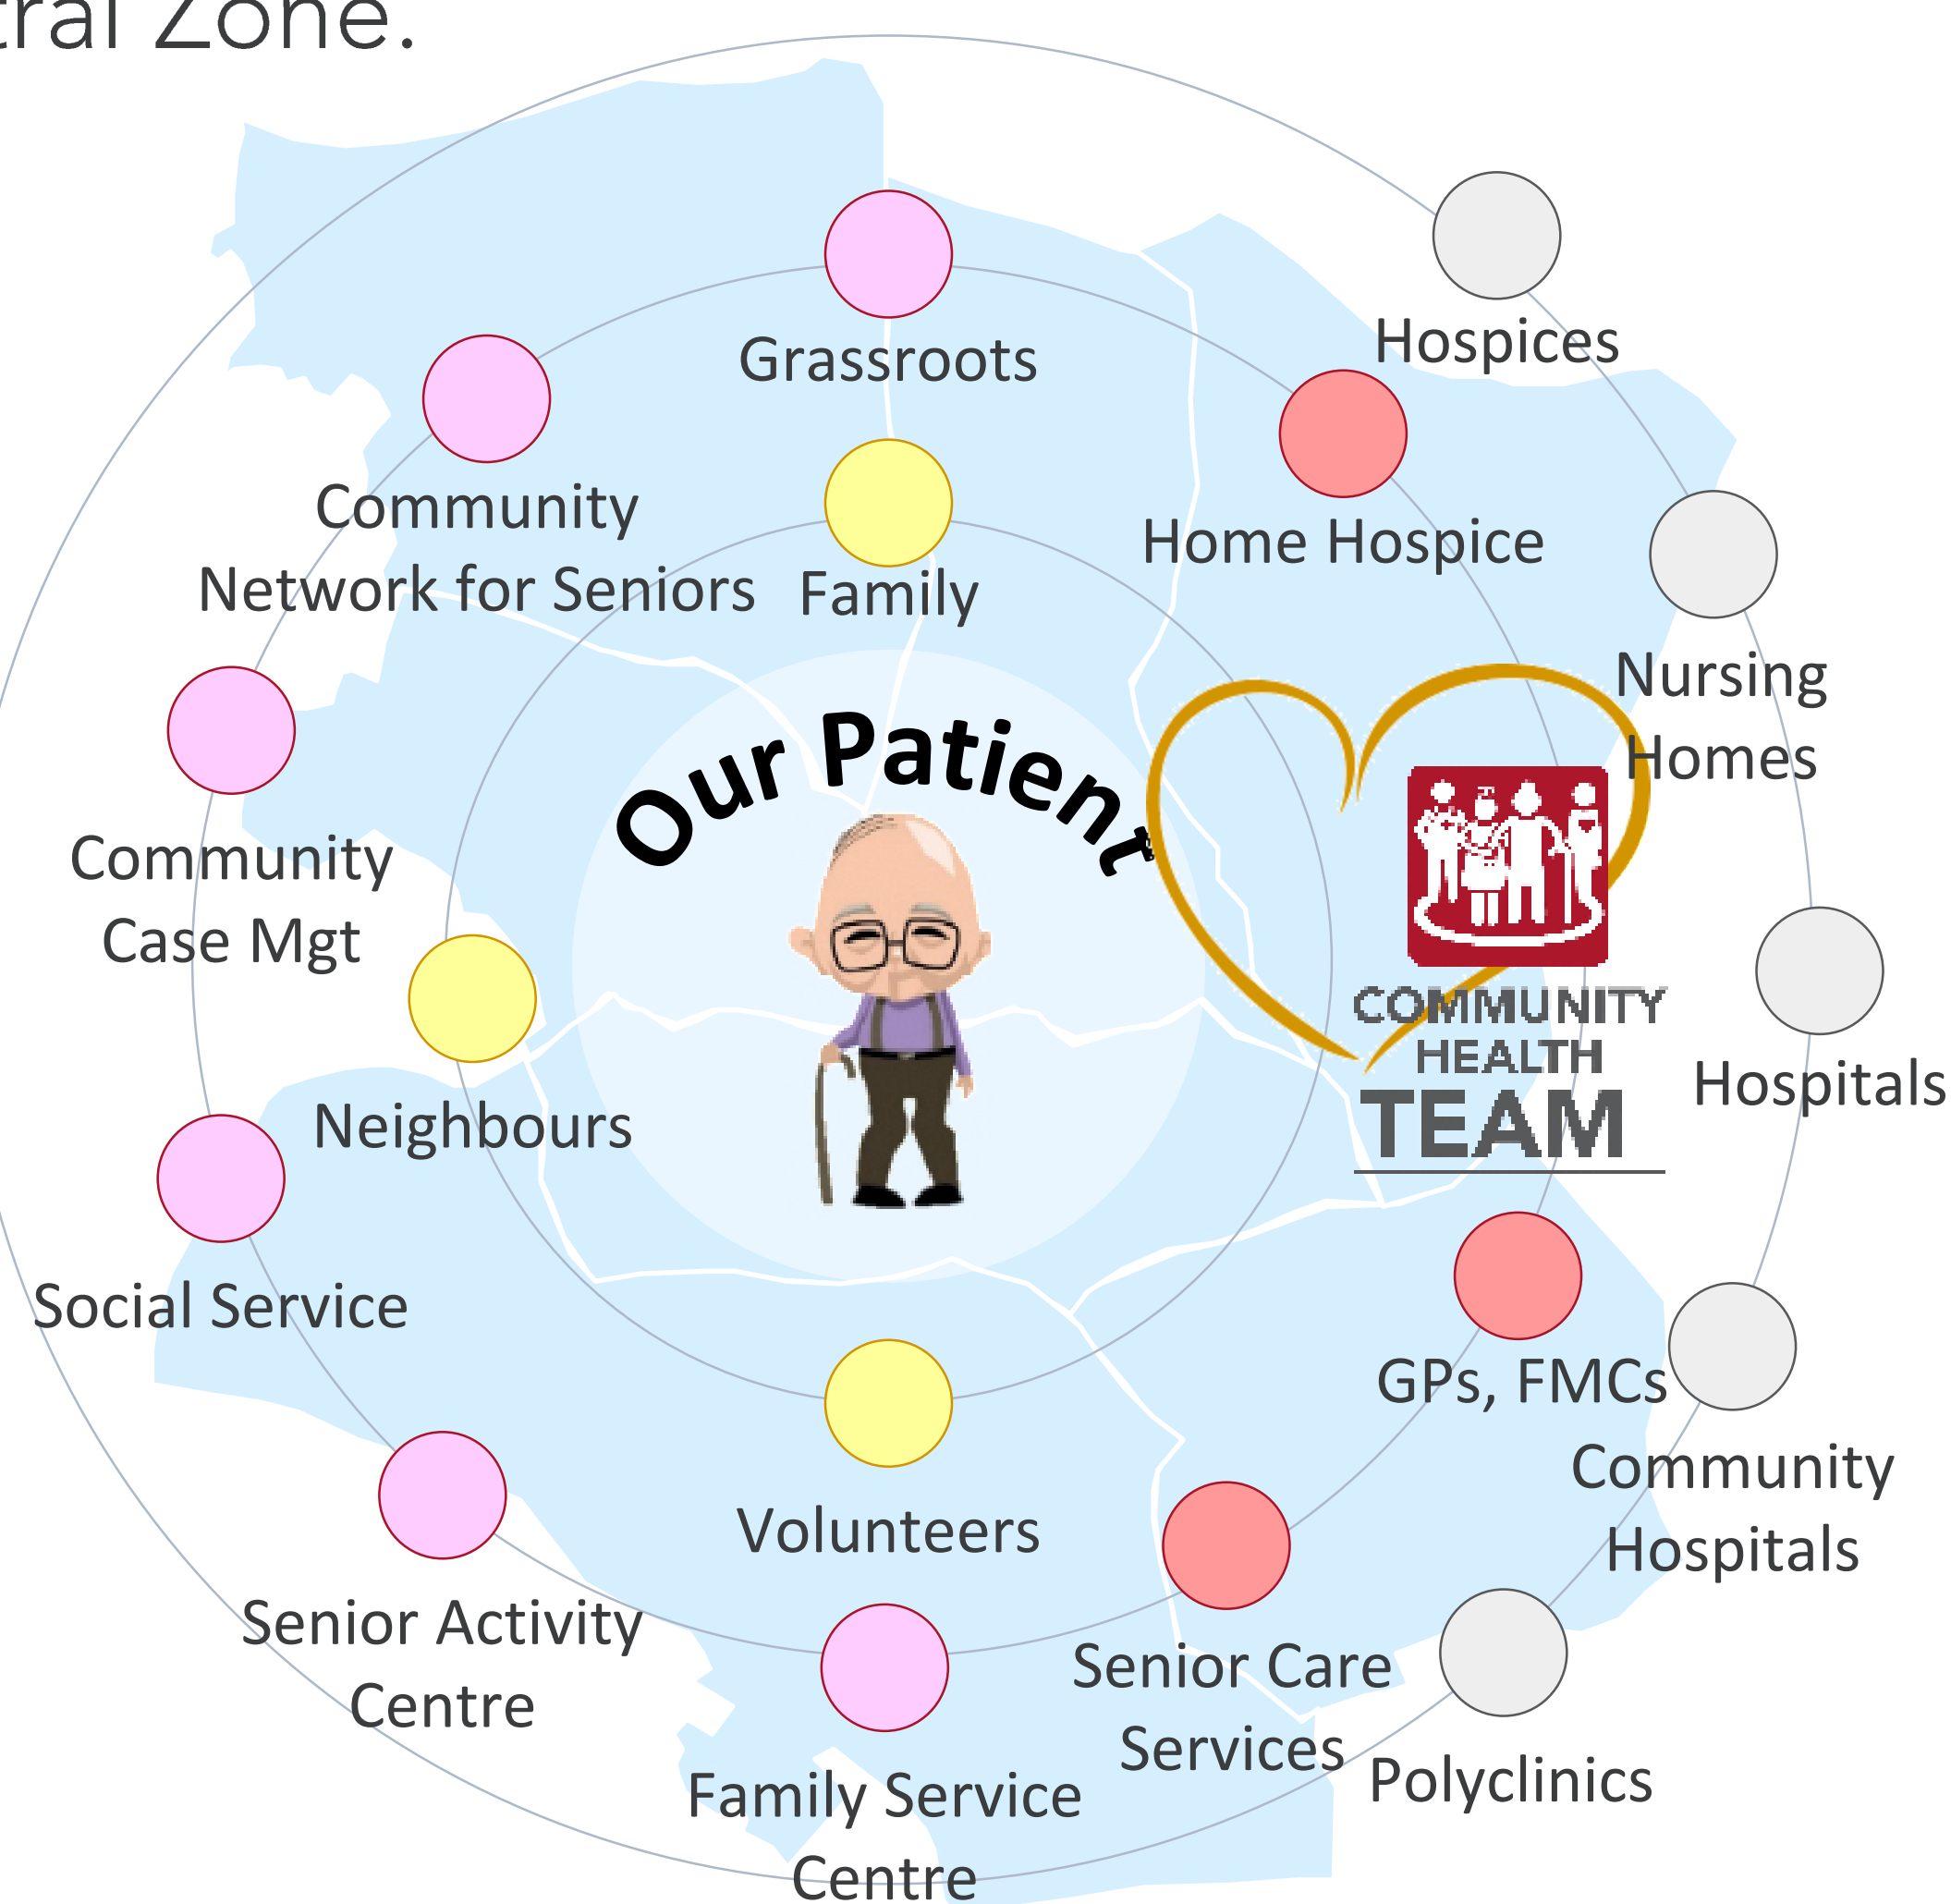 Zone.
Hospices
Grassroots
Community
Network for Seniors
Family
Home Hospice
Nursing
Homes
Our Patient
Community
Case Mgt
COMMUNITY
HEALTH
TEAM
Hospitals
Neighbours
Social Service
GPs, FMCs
Community
Hospitals
Volunteers
Senior Activity
Centre
Senior Care
Services
Polyclinics
Family Service
Centre